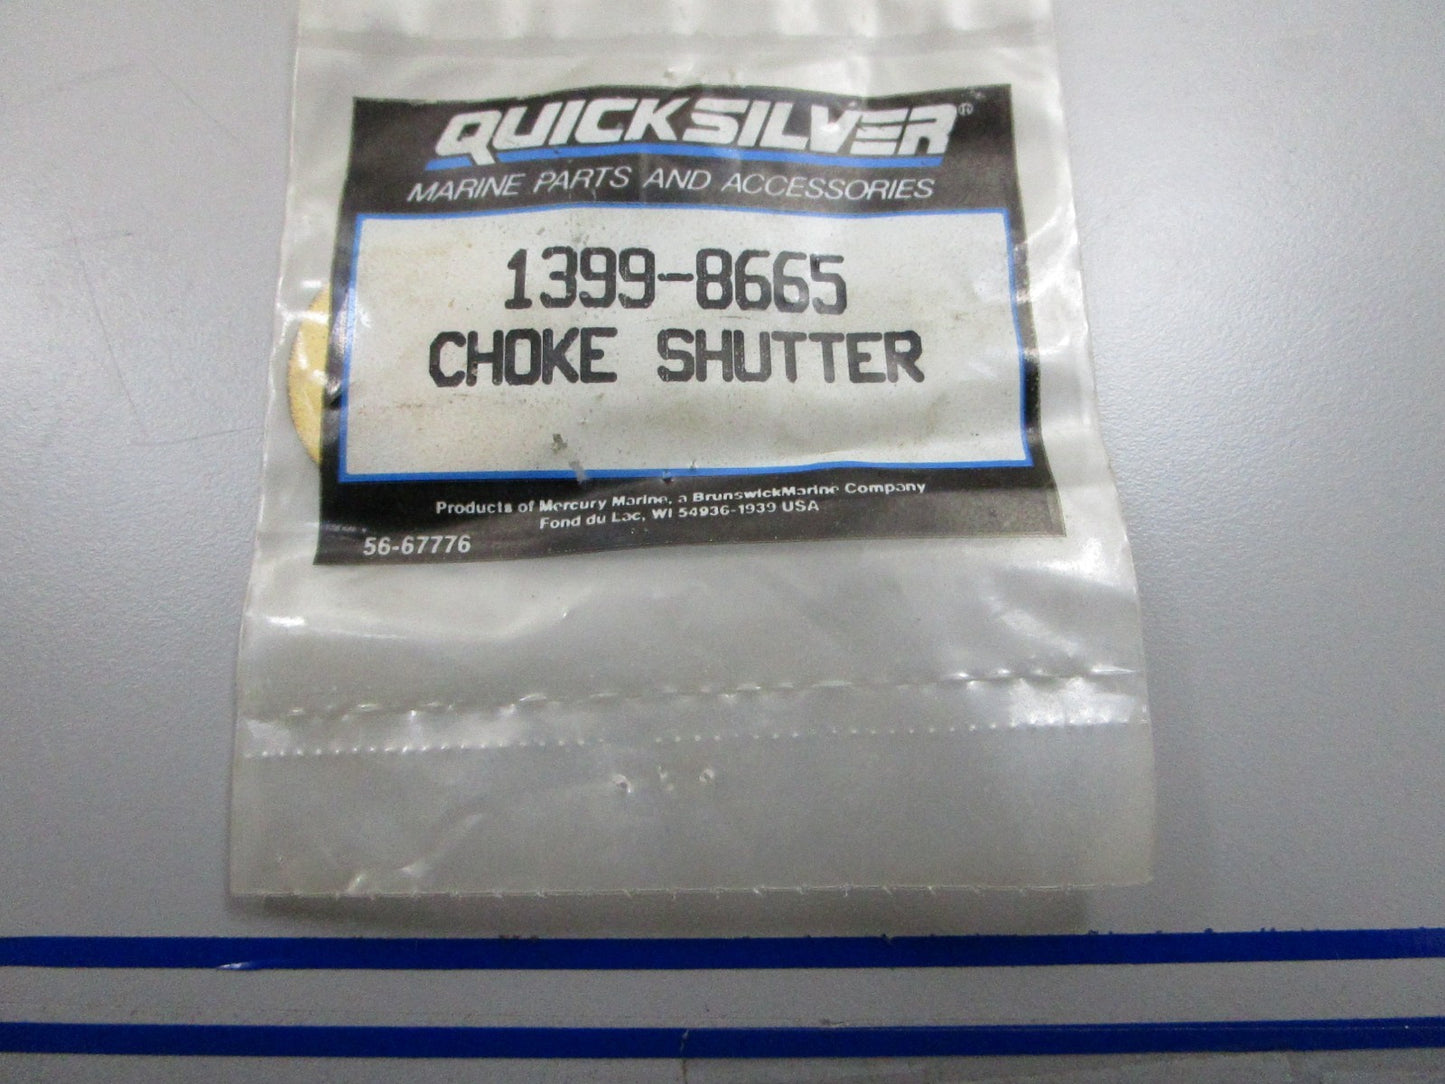 QUICKSILVER®
MARINE PARTS AND ACCESSORIES
1399-8665
CHOKE SHUTTER
Products of Mercury Marine, a BrunswickMarine Company
Fond du Lac, WI 54936-1939 USA
56-67776